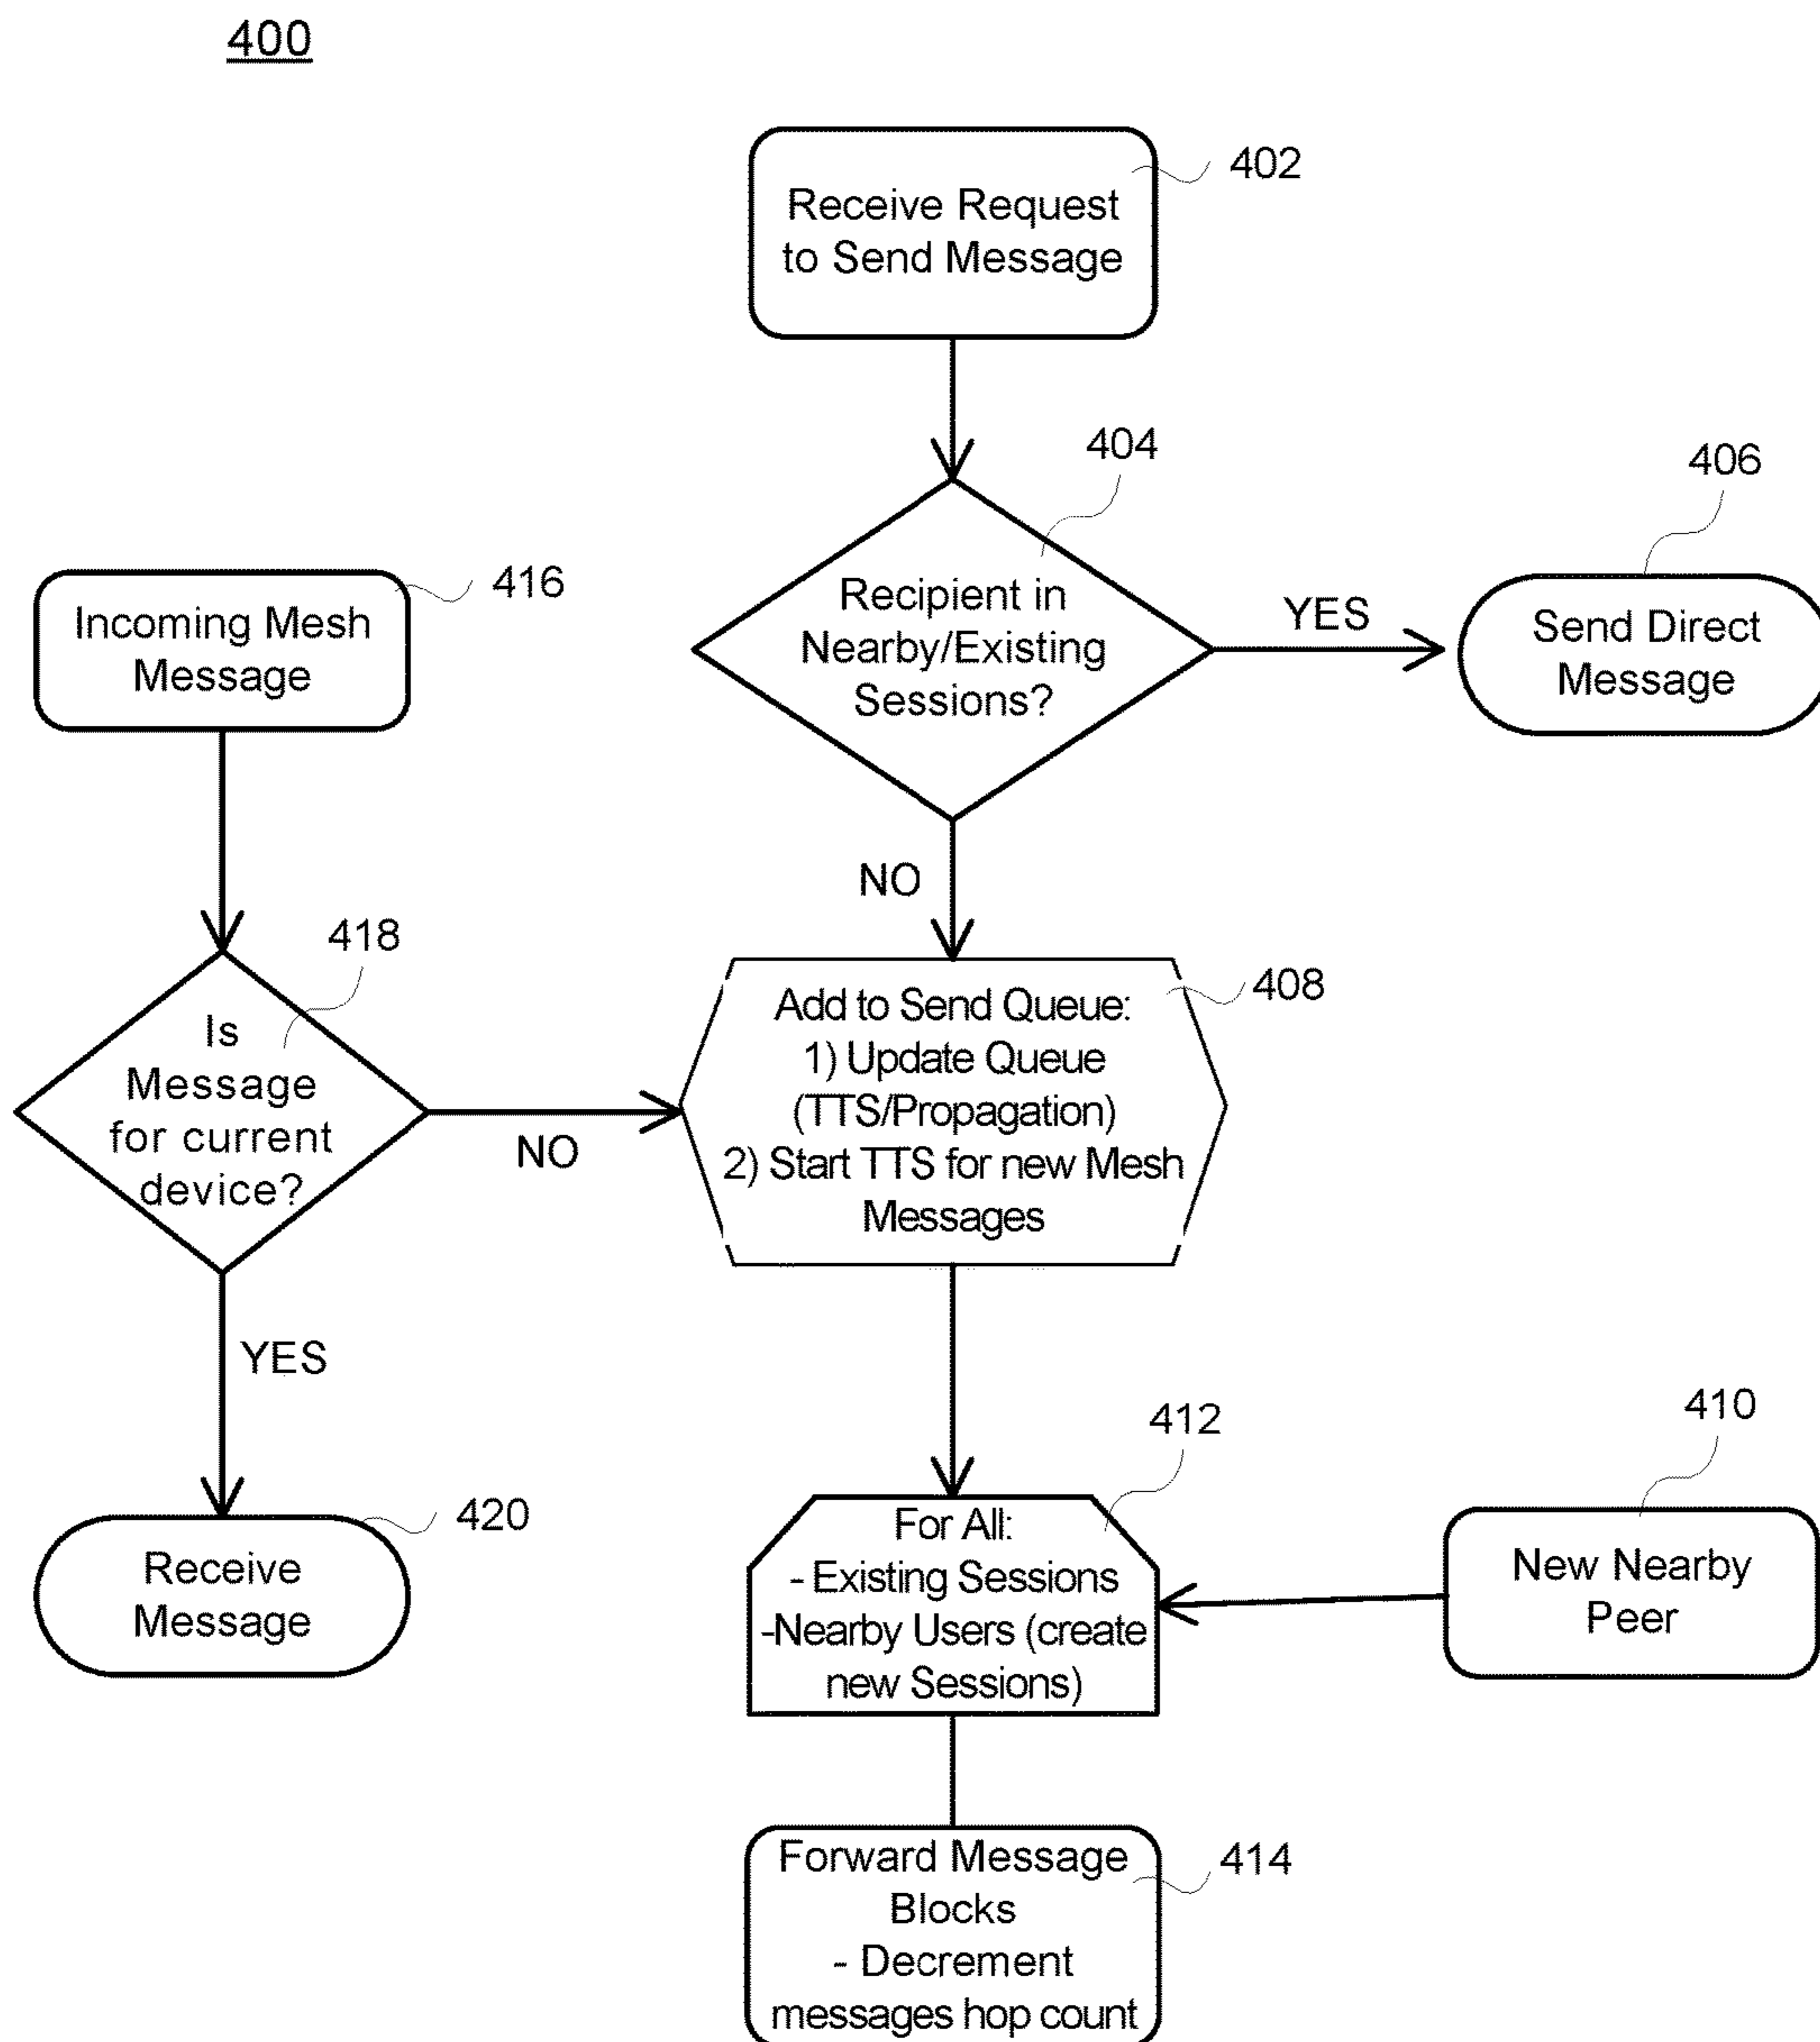 400
402
Receive Request
to Send Message
404
406
Recipient in
Nearby/Existing
Sessions?
YES
Send Direct
Message
416
Incoming Mesh
Message
NO
418
Is
Message
for current
device?
NO
408
Add to Send Queue:
1) Update Queue
(TTS/Propagation)
2) Start TTS for new Mesh
Messages
YES
420
Receive
Message
412
For All:
- Existing Sessions
-Nearby Users (create
new Sessions)
410
New Nearby
Peer
414
Forward Message
Blocks
- Decrement
messages hop count